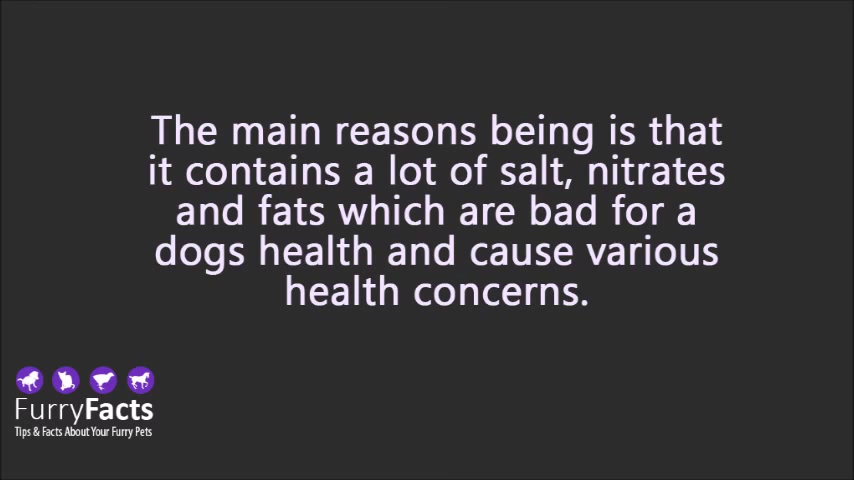 The main reasons being is that
it contains a lot of salt, nitrates
and fats which are bad for a
dogs health and cause various
health concerns.
FurryFacts
Tips & Facts About Your Furry Pets